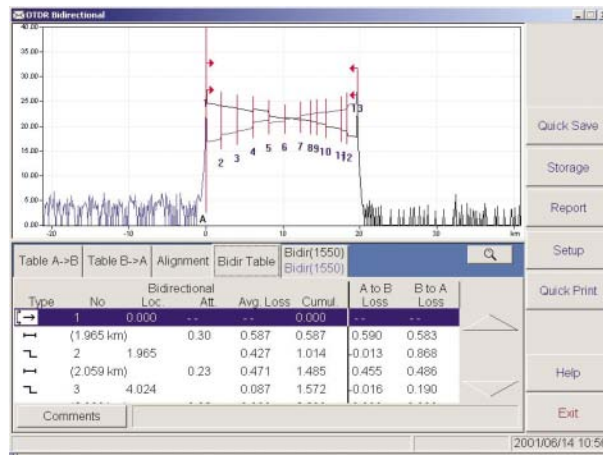 OTDR Bidirectional
40.00
35.00
30.00
25.00
20.00
15.00
10.00
5.00
0.00
A 2 3 4 5 6 7 8 9 10 11 12 13
-20 -10 0 10 20 30 km
Quick Save
Storage
Report
Setup
Quick Print
Help
Exit
Table A->B Table B->A Alignment Bidir Table Bidir(1550)
Bidir(1550)
Bidirectional A to B B to A
Type No Loc. Att. Avg. Loss Cumul. Loss Loss
1 0.000 -- -- 0.000 -- --
(1.965 km) 0.30 0.587 0.587 0.590 0.583
2 1.965 0.427 1.014 -0.013 0.868
(2.059 km) 0.23 0.471 1.485 0.455 0.486
3 4.024 0.087 1.572 -0.016 0.190
Comments
2001/06/14 10:56